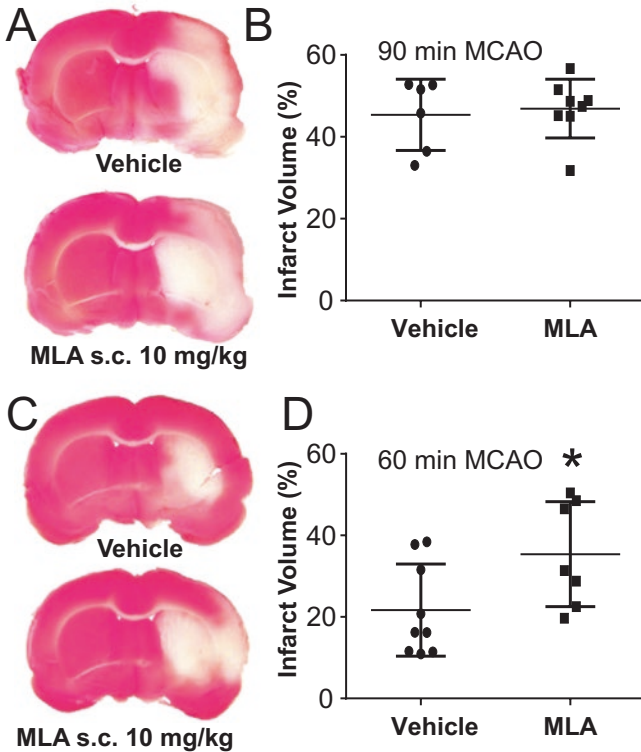 A
Vehicle
MLA s.c. 10 mg/kg
B
90 min MCAO
Infarct Volume (%)
60
40
20
0
Vehicle MLA
C
Vehicle
MLA s.c. 10 mg/kg
D
60 min MCAO *
Infarct Volume (%)
60
40
20
0
Vehicle MLA